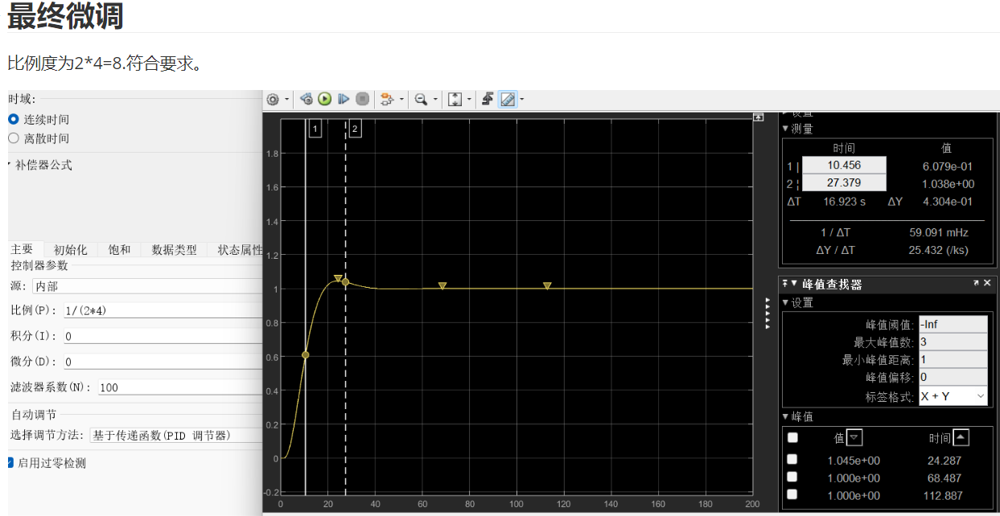 最终微调
比例度为2*4=8.符合要求。
时域:
连续时间
离散时间
补偿器公式
主要 初始化 饱和 数据类型 状态属性
控制器参数
源: 内部
比例(P): 1/(2*4)
积分(I): 0
微分(D): 0
滤波器系数(N): 100
自动调节
选择调节方法: 基于传递函数(PID 调节器)
启用过零检测
1 2
1.8
1.6
1.4
1.2
1
0.8
0.6
0.4
0.2
0
-0.2
0 20 40 60 80 100 120 140 160 180 200
设置
测量
时间 值
1 | 10.456 6.079e-01
2 ¦ 27.379 1.038e+00
ΔT 16.923 s ΔY 4.304e-01
1 / ΔT 59.091 mHz
ΔY / ΔT 25.432 (/ks)
峰值查找器
设置
峰值阈值: -Inf
最大峰值数: 3
最小峰值距离: 1
峰值偏移: 0
标签格式: X + Y
峰值
值 时间
1.045e+00 24.287
1.000e+00 68.487
1.000e+00 112.887